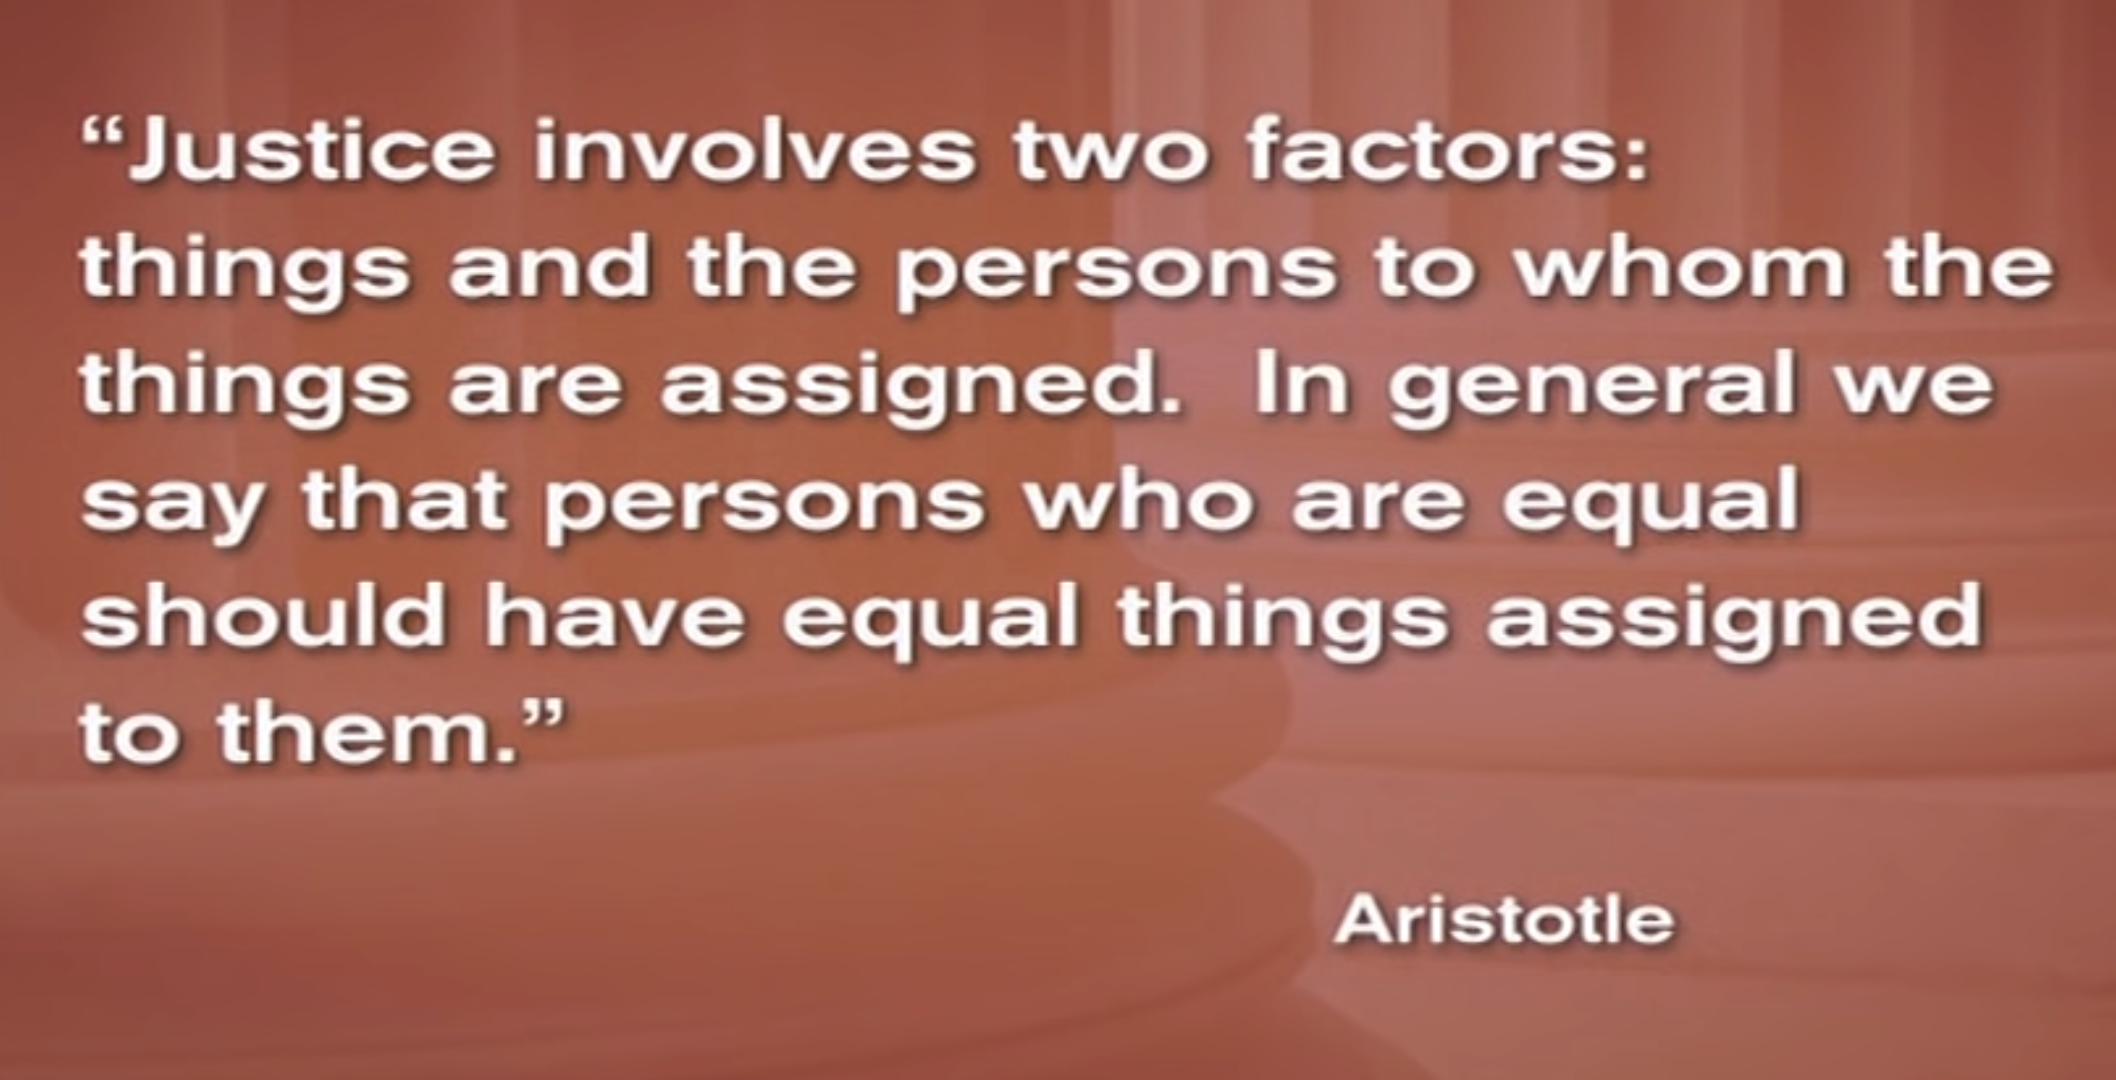 “Justice involves two factors:
things and the persons to whom the
things are assigned.  In general we
say that persons who are equal
should have equal things assigned
to them.”
Aristotle